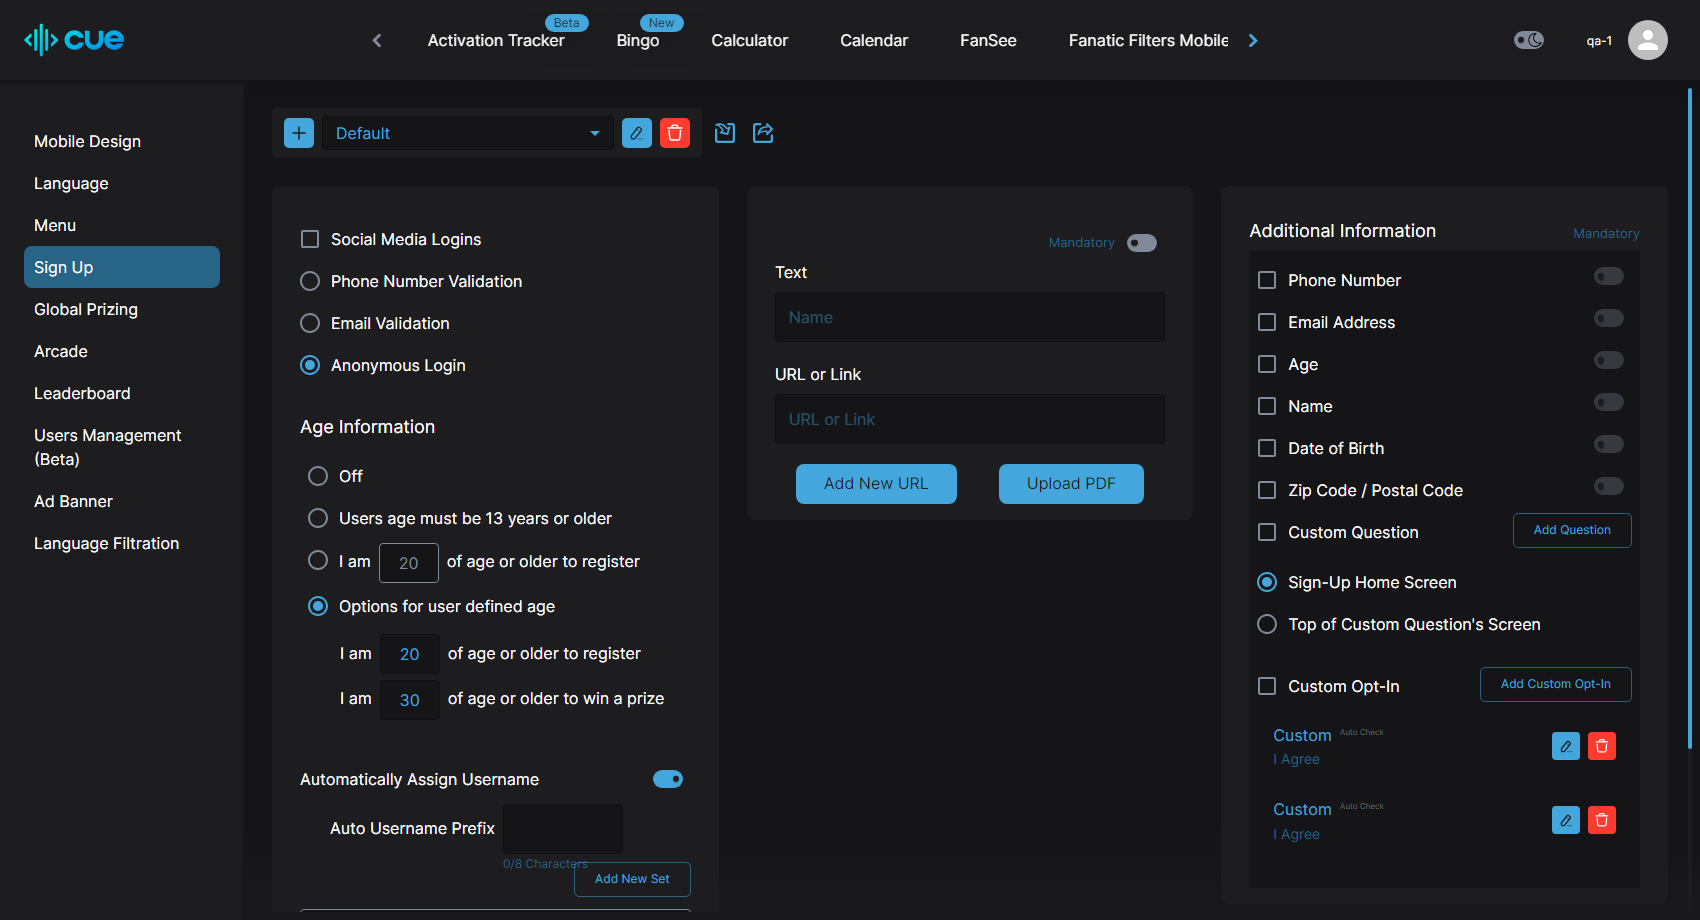 cue
Activation Tracker
Beta
Bingo
New
Calculator
Calendar
FanSee
Fanatic Filters Mobile
qa-1
Mobile Design
Language
Menu
Sign Up
Global Prizing
Arcade
Leaderboard
Users Management
(Beta)
Ad Banner
Language Filtration
Default
Social Media Logins
Phone Number Validation
Email Validation
Anonymous Login
Age Information
Off
Users age must be 13 years or older
I am 20 of age or older to register
Options for user defined age
I am 20 of age or older to register
I am 30 of age or older to win a prize
Automatically Assign Username
Auto Username Prefix
0/8 Characters
Add New Set
Mandatory
Text
Name
URL or Link
URL or Link
Add New URL
Upload PDF
Additional Information
Mandatory
Phone Number
Email Address
Age
Name
Date of Birth
Zip Code / Postal Code
Custom Question
Add Question
Sign-Up Home Screen
Top of Custom Question's Screen
Custom Opt-In
Add Custom Opt-In
Custom Auto Check
I Agree
Custom Auto Check
I Agree